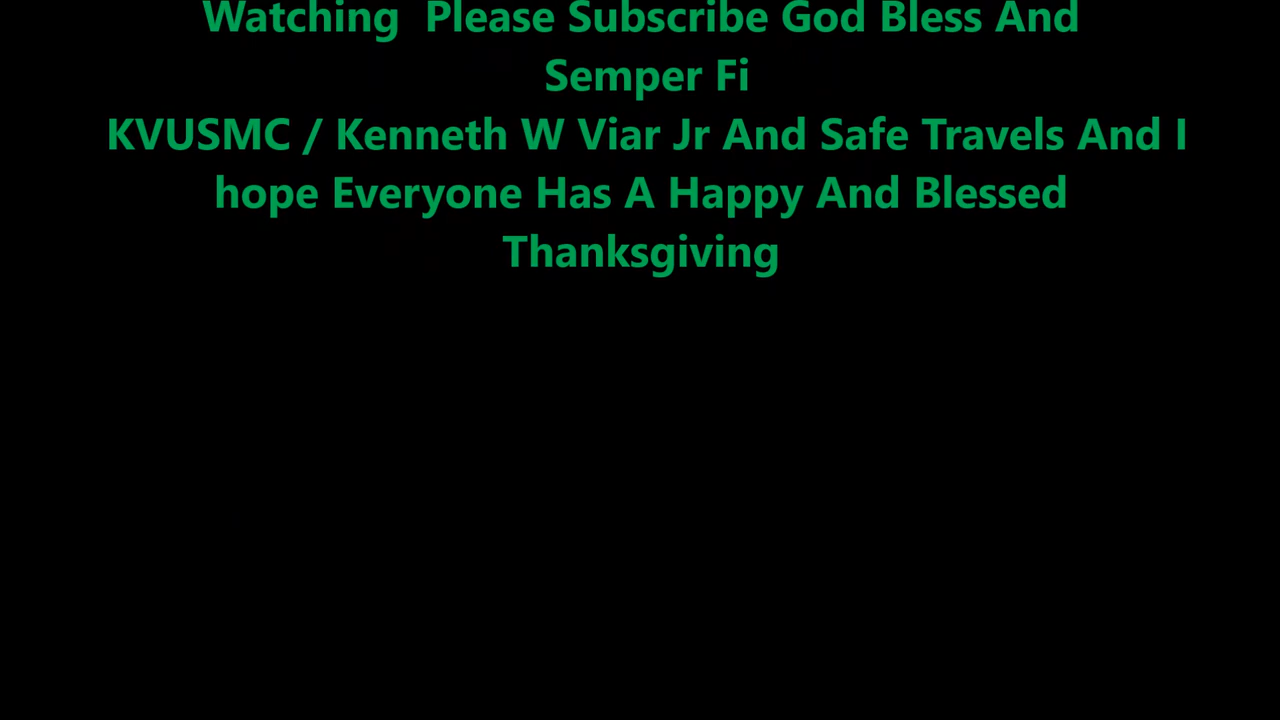 Watching  Please Subscribe God Bless And
Semper Fi
KVUSMC / Kenneth W Viar Jr And Safe Travels And I
hope Everyone Has A Happy And Blessed
Thanksgiving